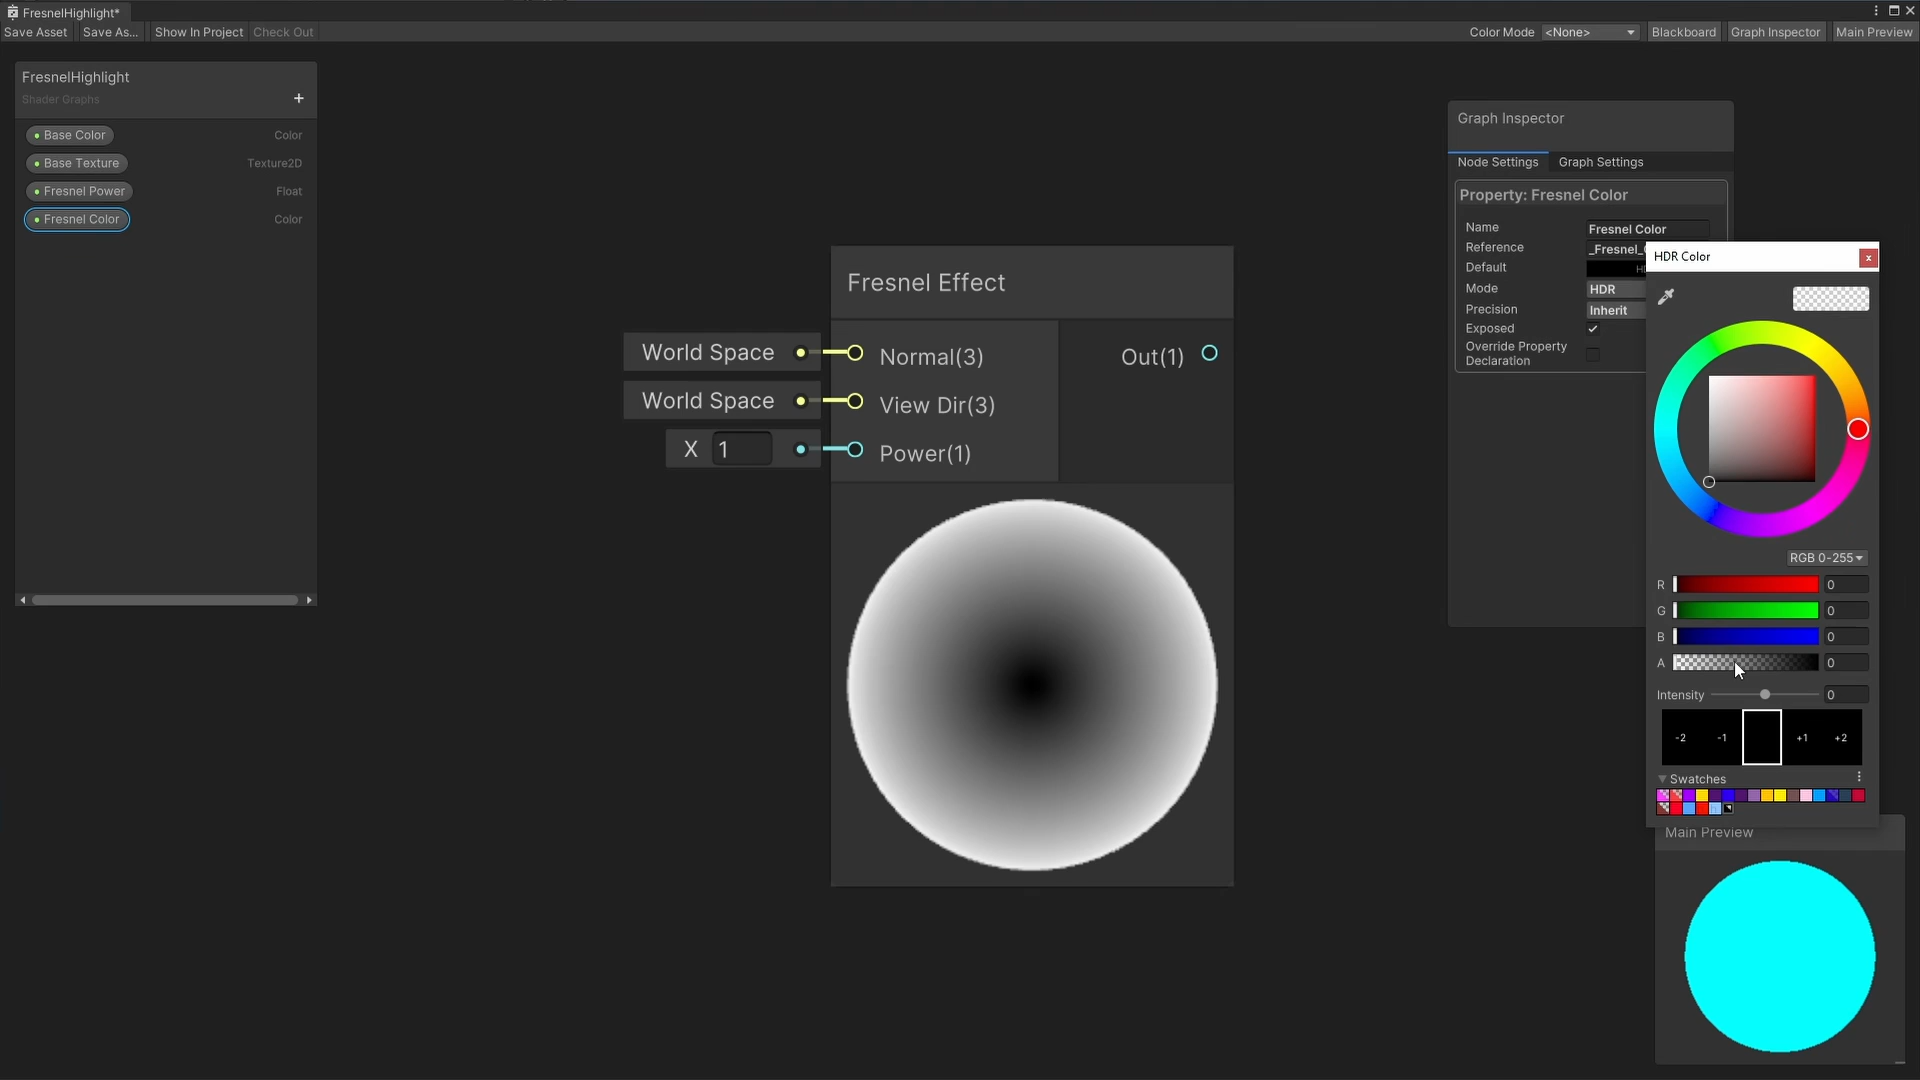 FresnelHighlight*
Save Asset Save As... Show In Project Check Out Color Mode <None> Blackboard Graph Inspector Main Preview
FresnelHighlight
Shader Graphs
+
Base Color Color
Base Texture Texture2D
Fresnel Power Float
Fresnel Color Color
Fresnel Effect
World Space Normal(3) Out(1)
World Space View Dir(3)
X 1 Power(1)
Graph Inspector
Node Settings Graph Settings
Property: Fresnel Color
Name Fresnel Color
Reference _Fresnel_
Default
Mode HDR
Precision Inherit
Exposed
Override Property
Declaration
HDR Color
x
RGB 0-255
R 0
G 0
B 0
A 0
Intensity 0
-2 -1 +1 +2
Swatches
Main Preview